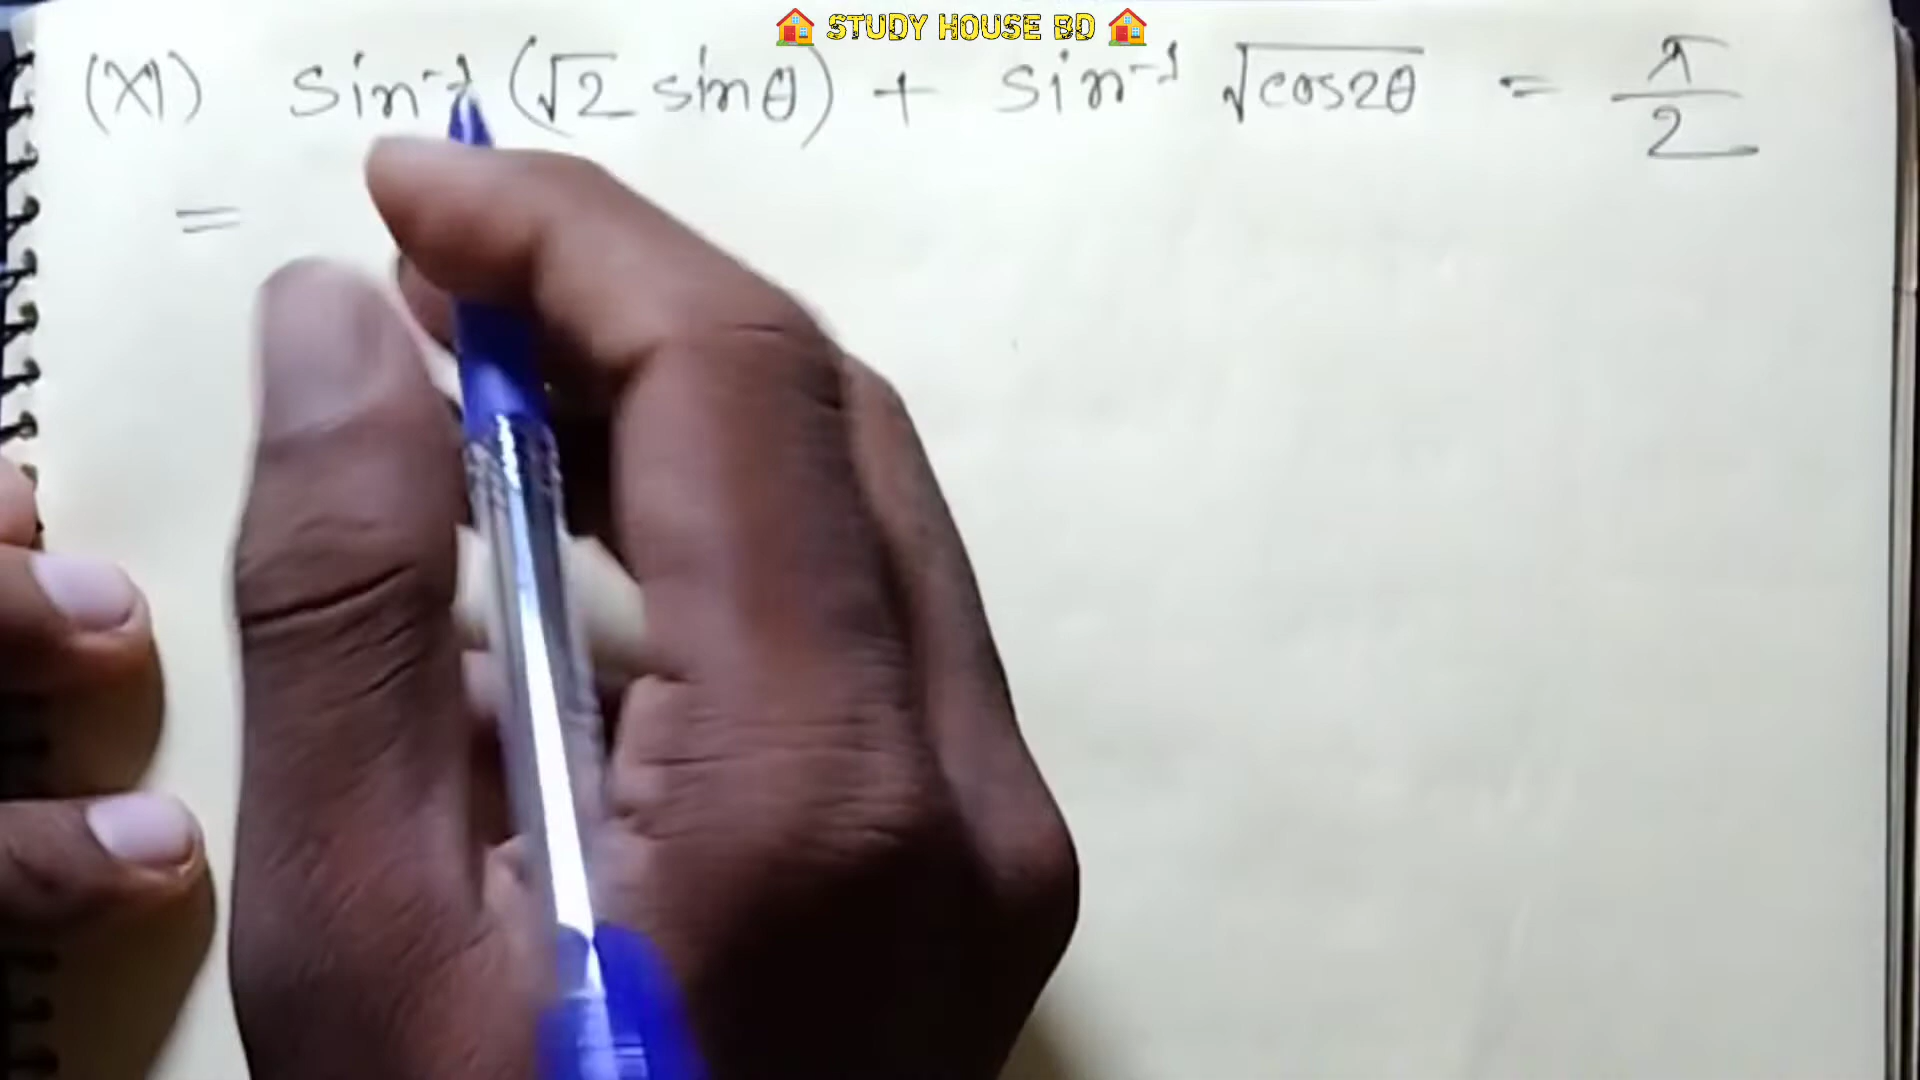 🏠 STUDY HOUSE BD 🏠
(XI) Sin⁻¹ (√2 sinθ) + Sin⁻¹ √cos2θ = π/2
=